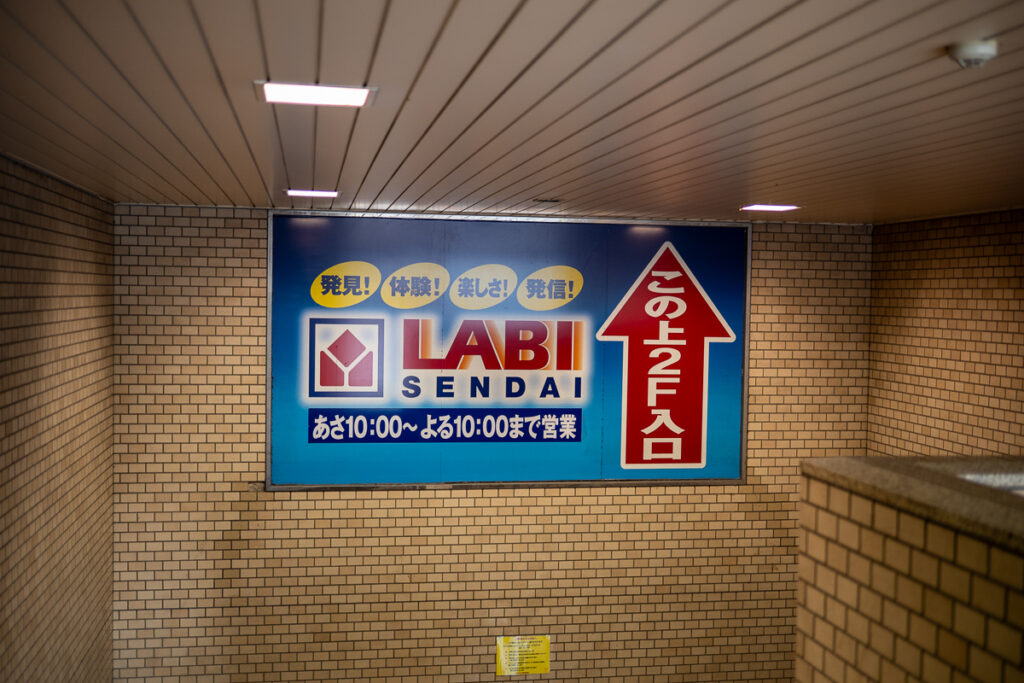 発見! 体験! 楽しさ! 発信!
LABI
SENDAI
あさ10:00～よる10:00まで営業
この上2F入口